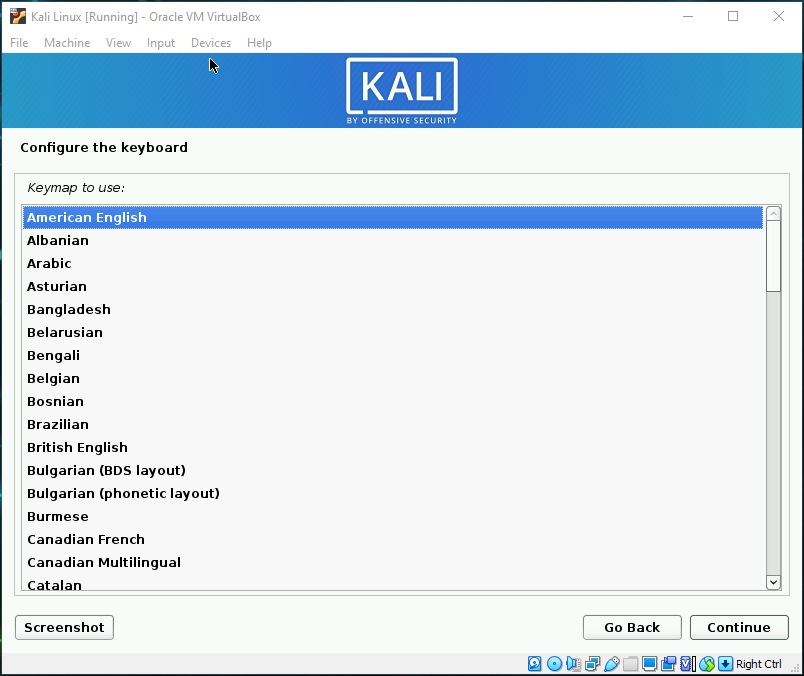 Kali Linux [Running] - Oracle VM VirtualBox
File Machine View Input Devices Help
KALI
BY OFFENSIVE SECURITY
Configure the keyboard
Keymap to use:
American English
Albanian
Arabic
Asturian
Bangladesh
Belarusian
Bengali
Belgian
Bosnian
Brazilian
British English
Bulgarian (BDS layout)
Bulgarian (phonetic layout)
Burmese
Canadian French
Canadian Multilingual
Catalan
Screenshot Go Back Continue
Right Ctrl